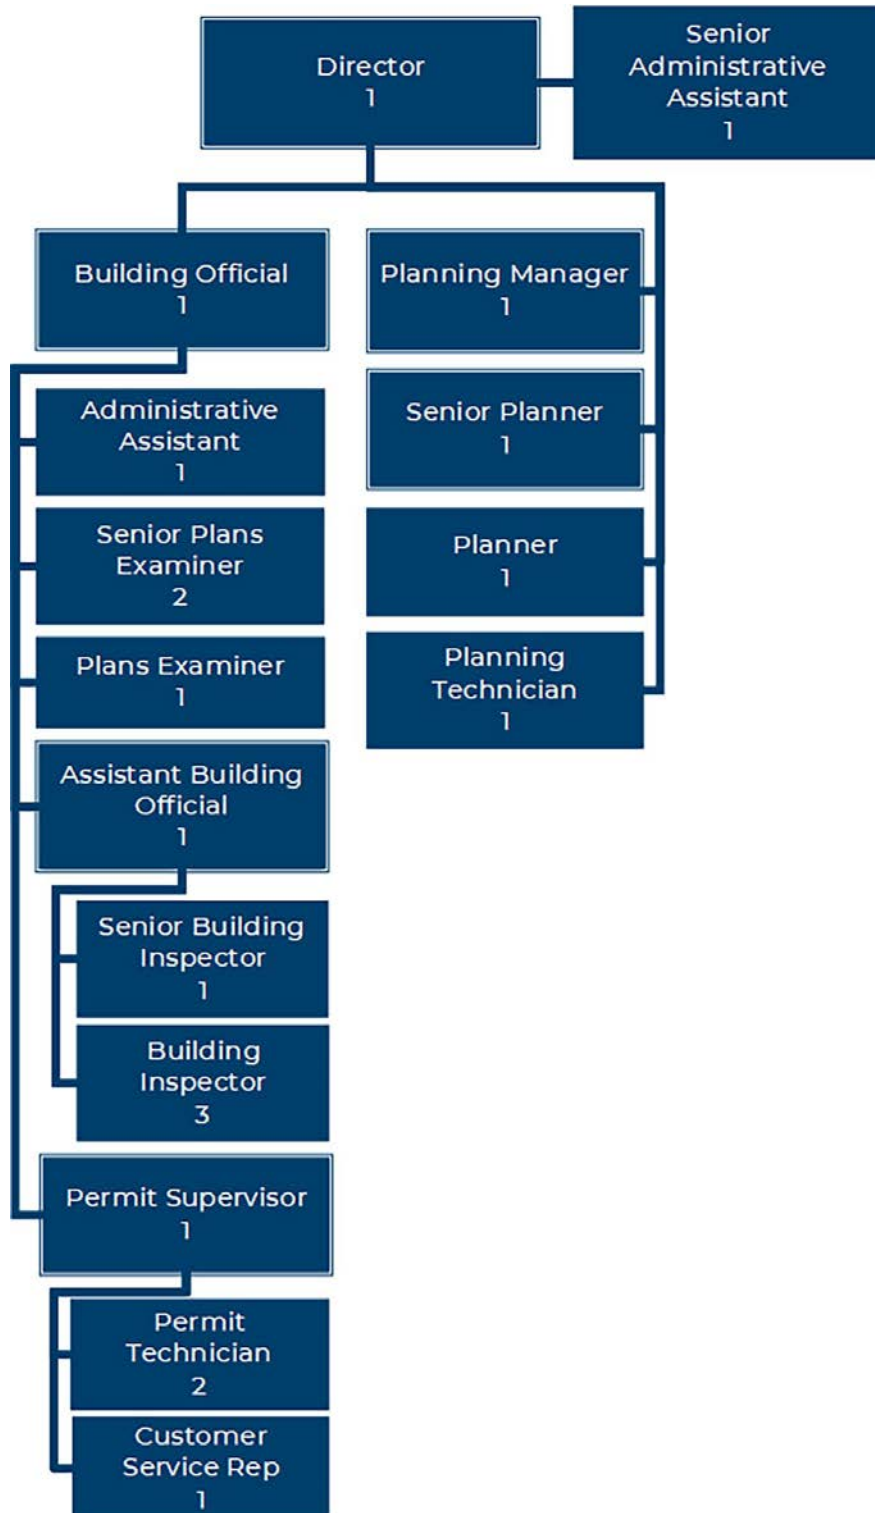 Director
1
Senior
Administrative
Assistant
1
Building Official
1
Planning Manager
1
Administrative
Assistant
1
Senior Planner
1
Senior Plans
Examiner
2
Planner
1
Plans Examiner
1
Planning
Technician
1
Assistant Building
Official
1
Senior Building
Inspector
1
Building
Inspector
3
Permit Supervisor
1
Permit
Technician
2
Customer
Service Rep
1